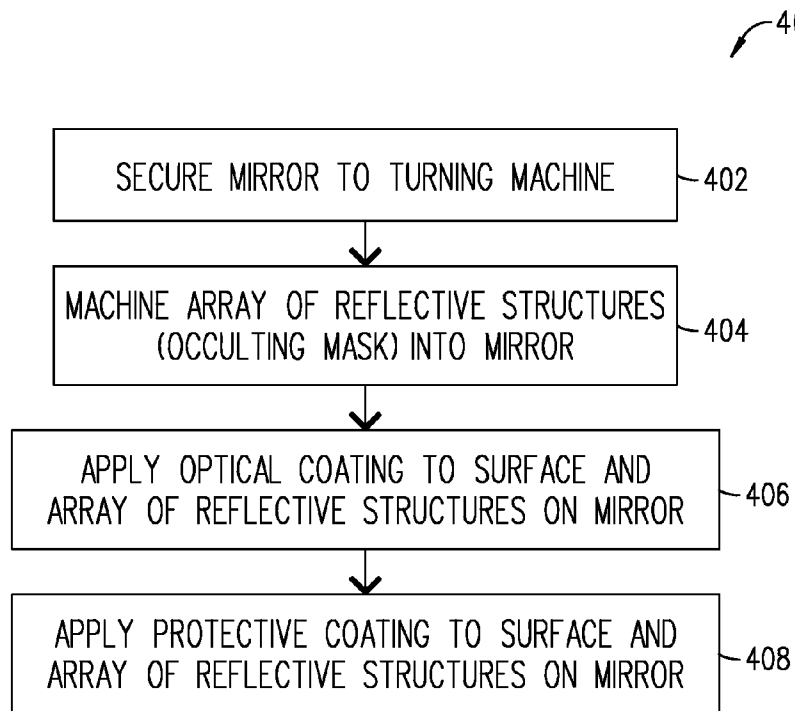 SECURE MIRROR TO TURNING MACHINE
402
MACHINE ARRAY OF REFLECTIVE STRUCTURES
(OCCULTING MASK) INTO MIRROR
404
APPLY OPTICAL COATING TO SURFACE AND
ARRAY OF REFLECTIVE STRUCTURES ON MIRROR
406
APPLY PROTECTIVE COATING TO SURFACE AND
ARRAY OF REFLECTIVE STRUCTURES ON MIRROR
408